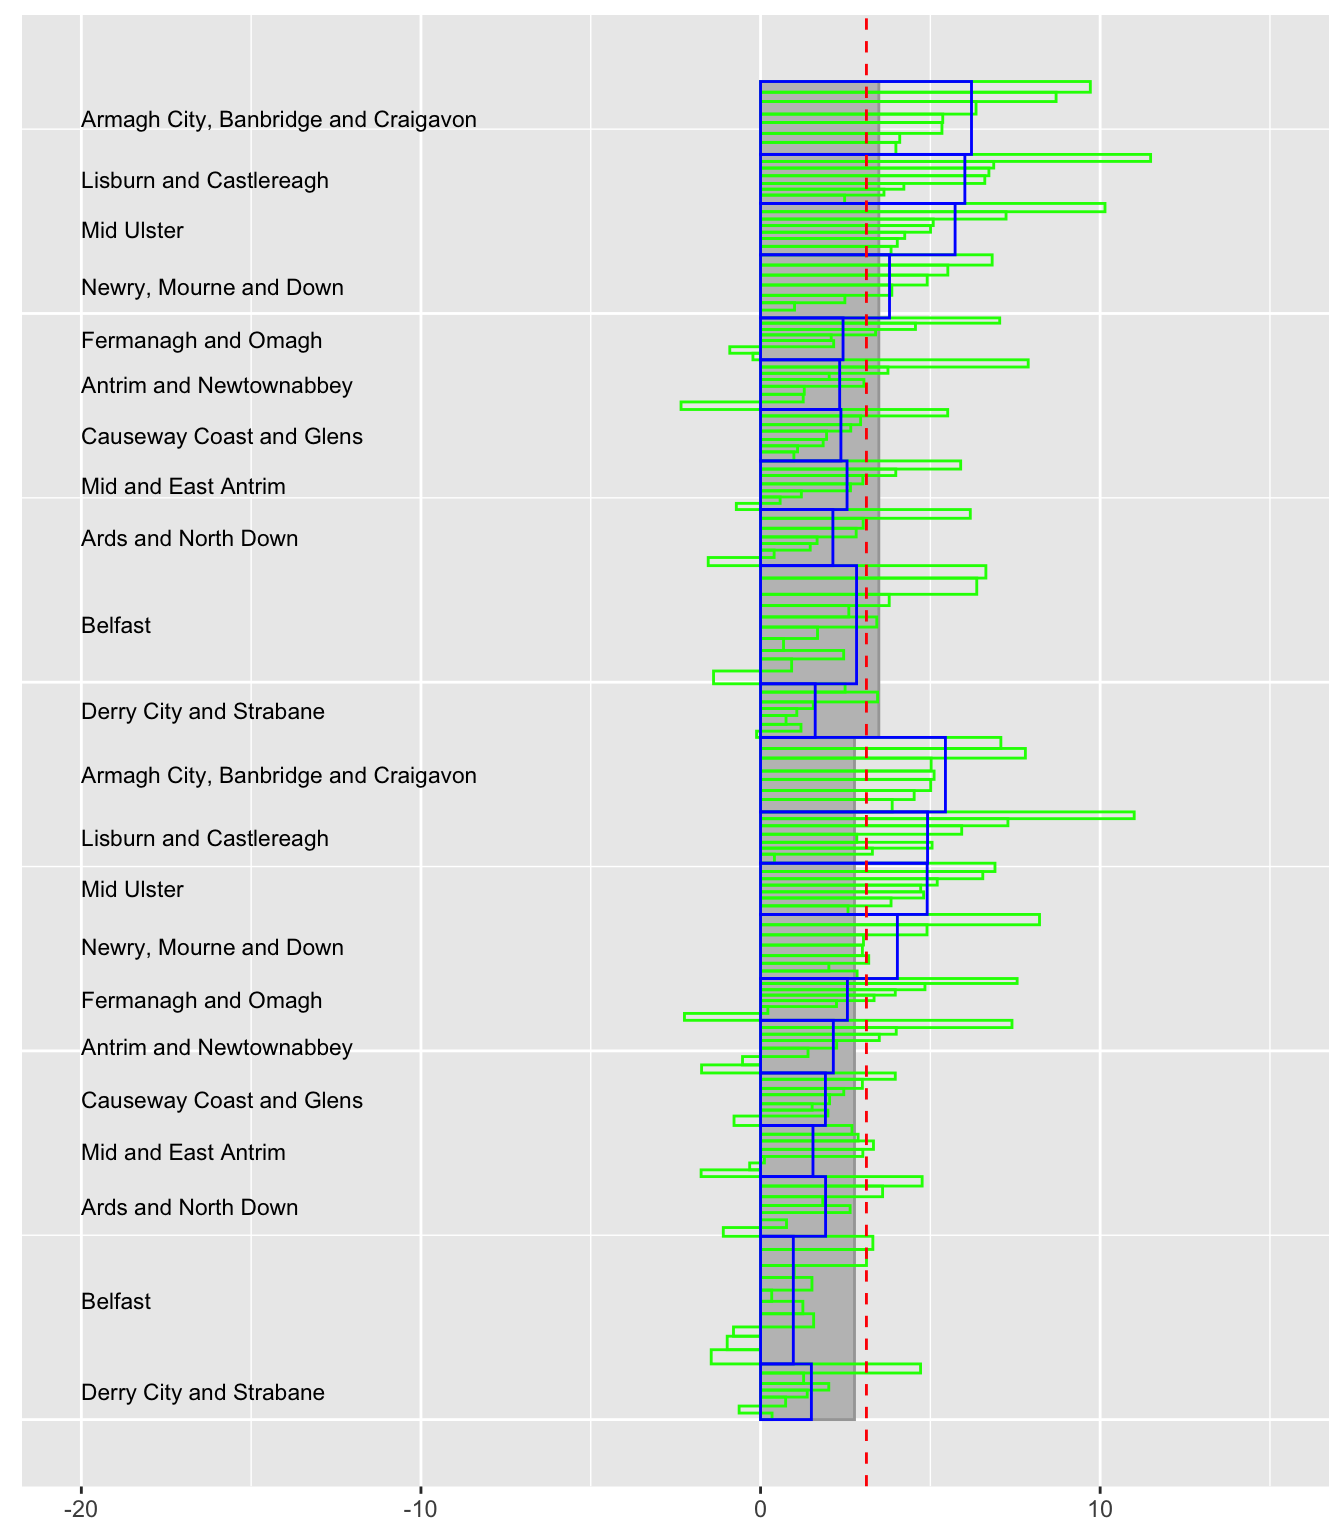 Armagh City, Banbridge and Craigavon
Lisburn and Castlereagh
Mid Ulster
Newry, Mourne and Down
Fermanagh and Omagh
Antrim and Newtownabbey
Causeway Coast and Glens
Mid and East Antrim
Ards and North Down
Belfast
Derry City and Strabane
Armagh City, Banbridge and Craigavon
Lisburn and Castlereagh
Mid Ulster
Newry, Mourne and Down
Fermanagh and Omagh
Antrim and Newtownabbey
Causeway Coast and Glens
Mid and East Antrim
Ards and North Down
Belfast
Derry City and Strabane
-20 -10 0 10